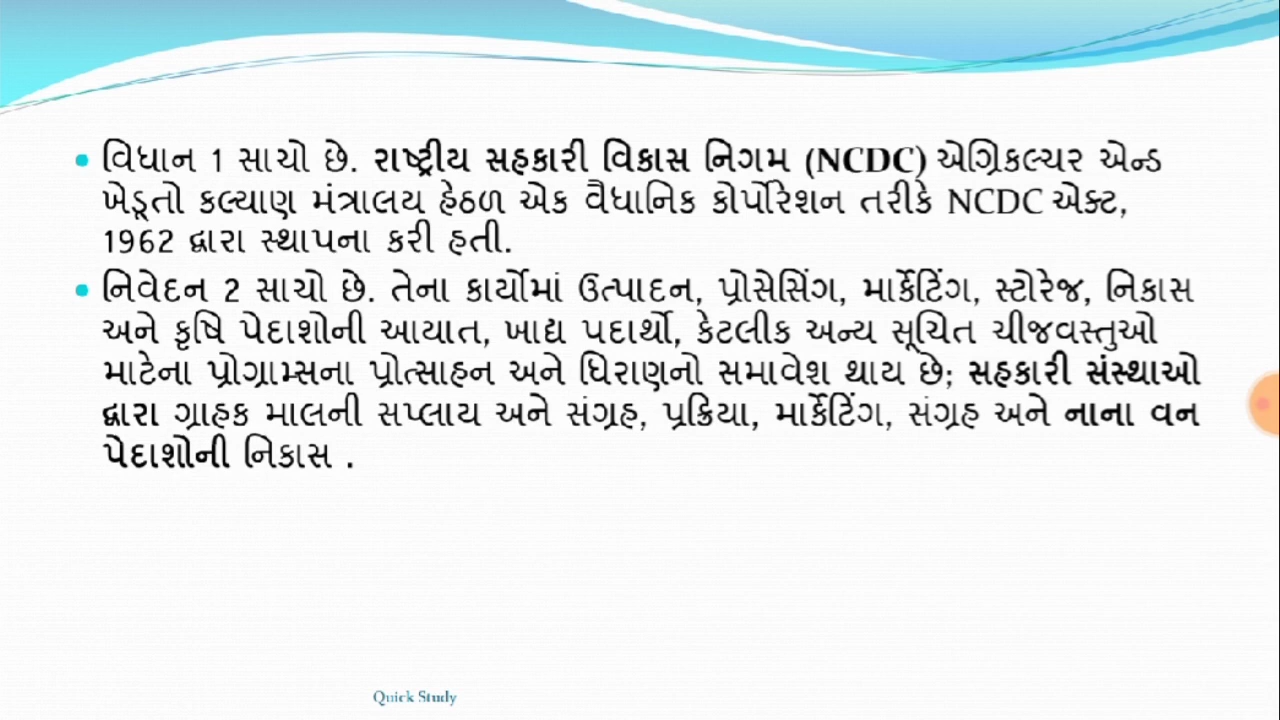 • વિધાન 1 સાચો છે. રાષ્ટ્રીય સહકારી વિકાસ નિગમ (NCDC) એગ્રિકલ્ચર એન્ડ
ખેડૂતો કલ્યાણ મંત્રાલય હેઠળ એક વૈધાનિક કોર્પોરેશન તરીકે NCDC એક્ટ,
1962 દ્વારા સ્થાપના કરી હતી.
• નિવેદન 2 સાચો છે. તેના કાર્યોમાં ઉત્પાદન, પ્રોસેસિંગ, માર્કેટિંગ, સ્ટોરેજ, નિકાસ
અને કૃષિ પેદાશોની આયાત, ખાદ્ય પદાર્થો, કેટલીક અન્ય સૂચિત ચીજવસ્તુઓ
માટેના પ્રોગ્રામ્સના પ્રોત્સાહન અને ધિરાણનો સમાવેશ થાય છે; સહકારી સંસ્થાઓ
દ્વારા ગ્રાહક માલની સપ્લાય અને સંગ્રહ, પ્રક્રિયા, માર્કેટિંગ, સંગ્રહ અને નાના વન
પેદાશોની નિકાસ .
Quick Study